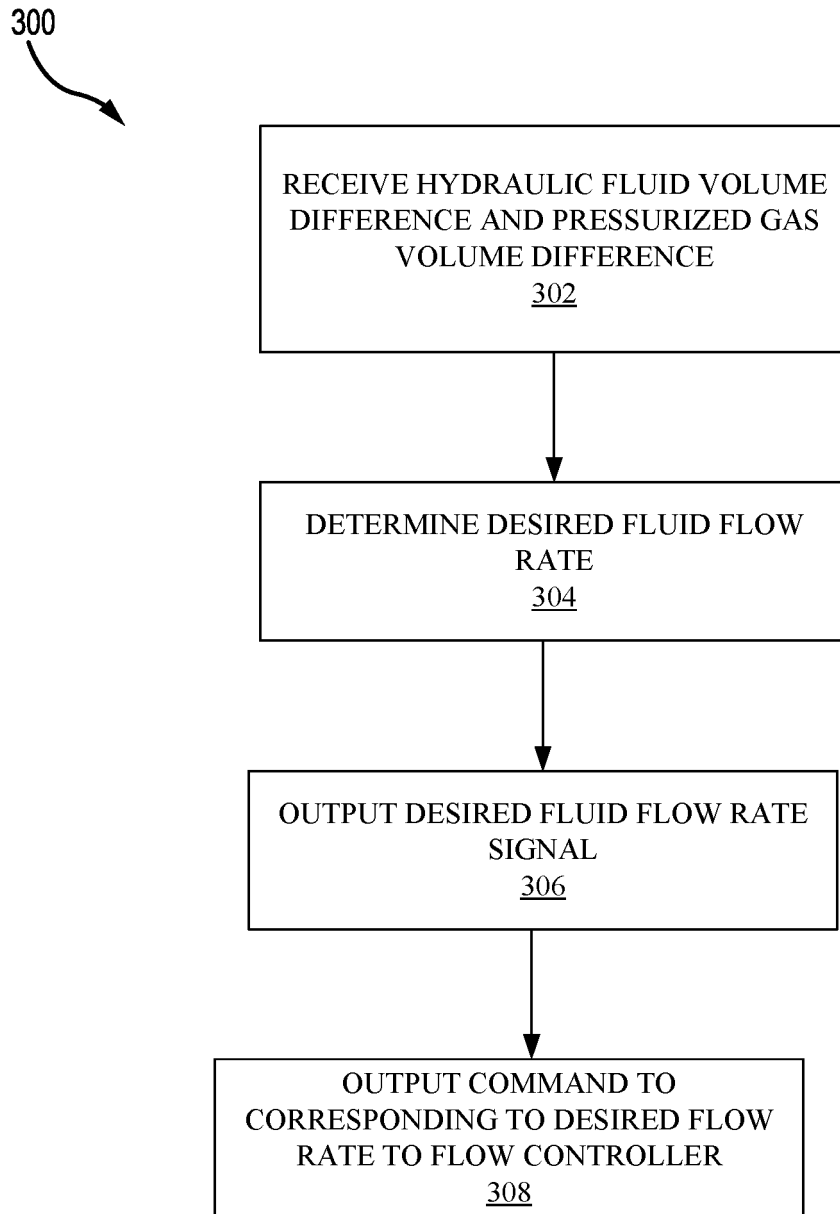 300
RECEIVE HYDRAULIC FLUID VOLUME
DIFFERENCE AND PRESSURIZED GAS
VOLUME DIFFERENCE
302
DETERMINE DESIRED FLUID FLOW
RATE
304
OUTPUT DESIRED FLUID FLOW RATE
SIGNAL
306
OUTPUT COMMAND TO
CORRESPONDING TO DESIRED FLOW
RATE TO FLOW CONTROLLER
308